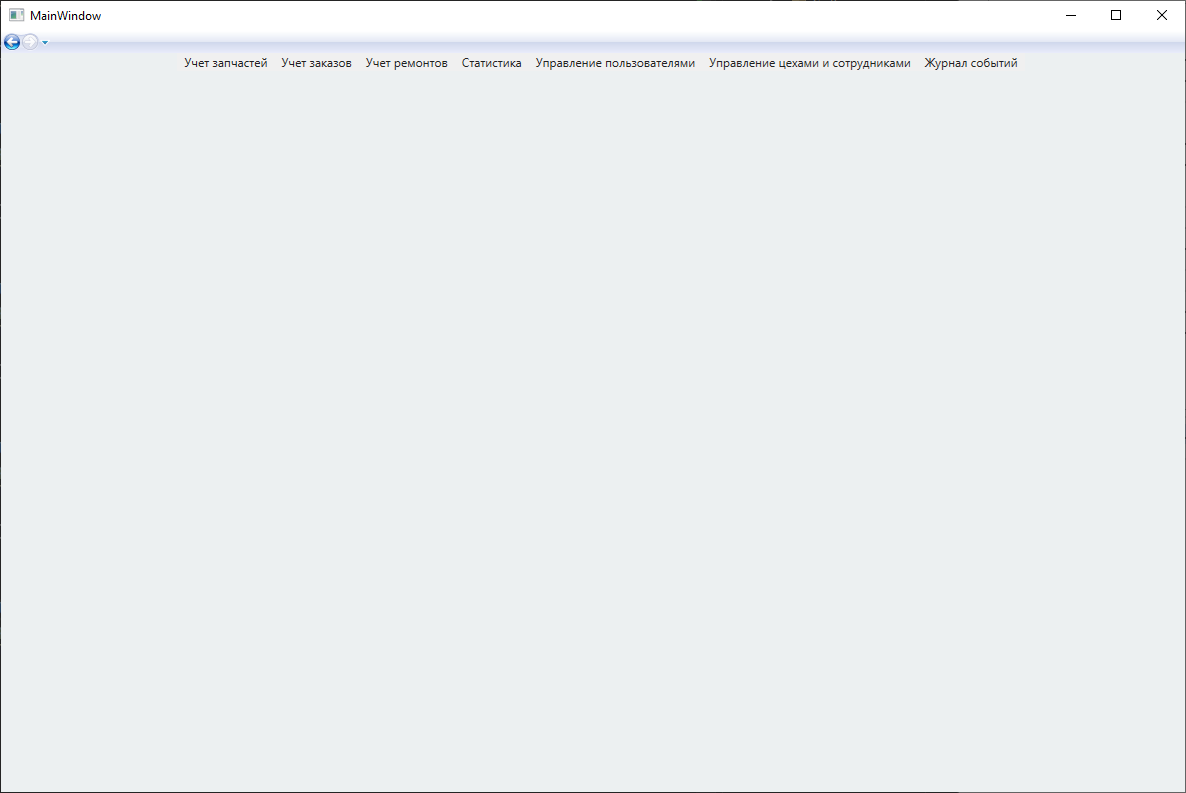 MainWindow
Учет запчастей Учет заказов Учет ремонтов Статистика Управление пользователями Управление цехами и сотрудниками Журнал событий